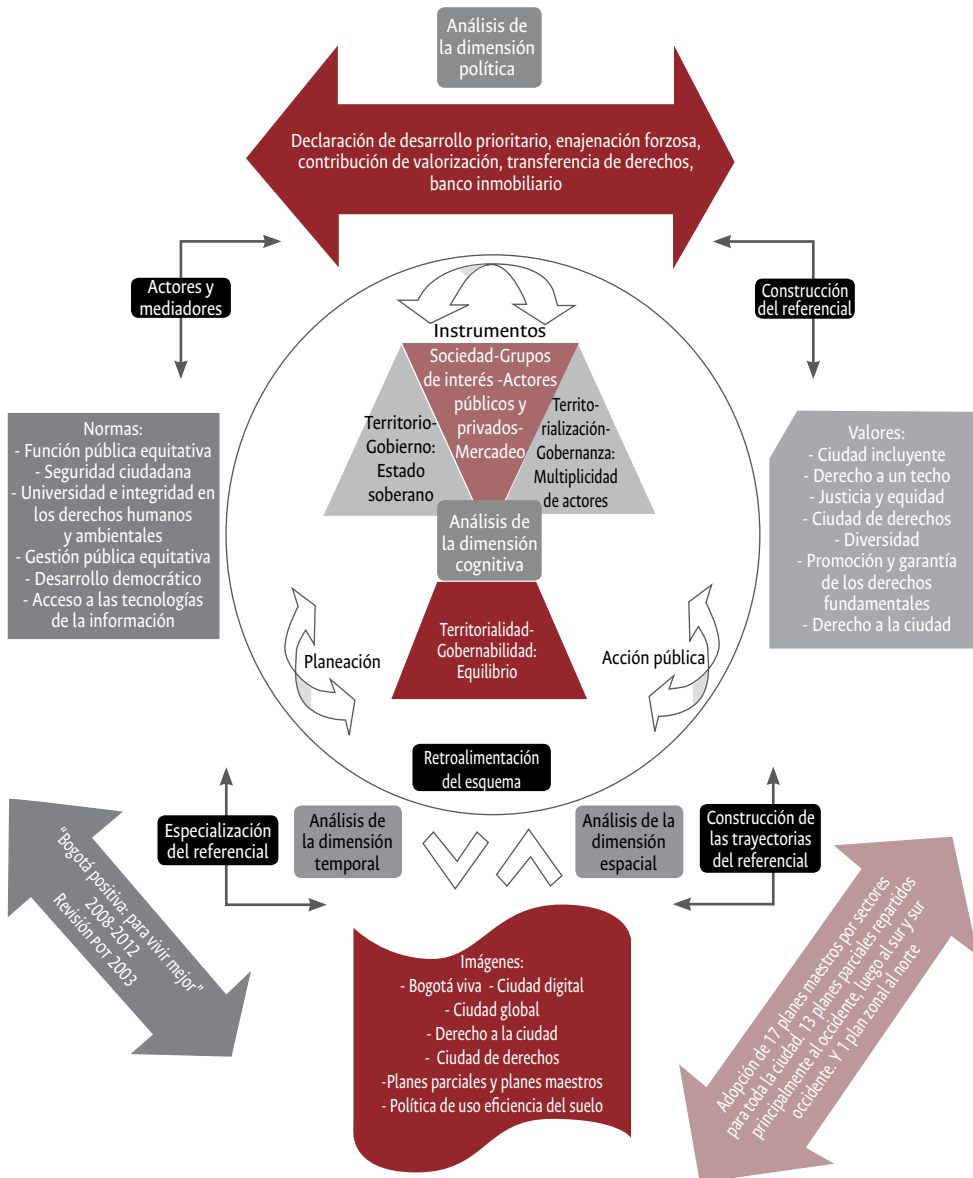 Análisis de
la dimensión
política
Declaración de desarrollo prioritario, enajenación forzosa,
contribución de valorización, transferencia de derechos,
banco inmobiliario
Actores y
mediadores
Construcción
del referencial
Instrumentos
Sociedad-Grupos
de interés -Actores
públicos y
privados-
Mercadeo
Territorio-
Gobierno:
Estado
soberano
Territo-
rialización-
Gobernanza:
Multiplicidad
de actores
Normas:
- Función pública equitativa
- Seguridad ciudadana
- Universidad e integridad en
los derechos humanos
y ambientales
- Gestión pública equitativa
- Desarrollo democrático
- Acceso a las tecnologías
de la información
Valores:
- Ciudad incluyente
- Derecho a un techo
- Justicia y equidad
- Ciudad de derechos
- Diversidad
- Promoción y garantía
de los derechos
fundamentales
- Derecho a la ciudad
Análisis de
la dimensión
cognitiva
Territorialidad-
Gobernabilidad:
Equilibrio
Planeación
Acción pública
Retroalimentación
del esquema
Especialización
del referencial
Análisis de
la dimensión
temporal
Análisis de la
dimensión
espacial
Construcción de
las trayectorias
del referencial
"Bogotá positiva: para vivir mejor"
2008-2012
Revisión POT 2003
Imágenes:
- Bogotá viva - Ciudad digital
- Ciudad global
- Derecho a la ciudad
- Ciudad de derechos
-Planes parciales y planes maestros
- Política de uso eficiencia del suelo
Adopción de 17 planes maestros por sectores
para toda la ciudad. 13 planes parciales repartidos
principalmente al occidente, luego al sur y sur
occidente. Y 1 plan zonal al norte